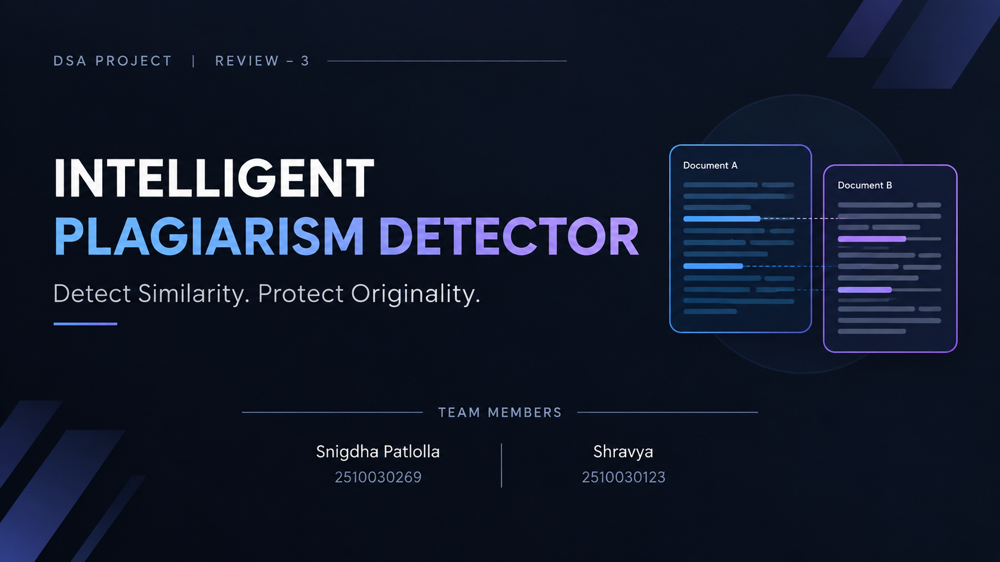 DSA PROJECT | REVIEW – 3
INTELLIGENT
PLAGIARISM DETECTOR
Detect Similarity. Protect Originality.
Document A
Document B
TEAM MEMBERS
Snigdha Patlolla
2510030269
Shravya
2510030123